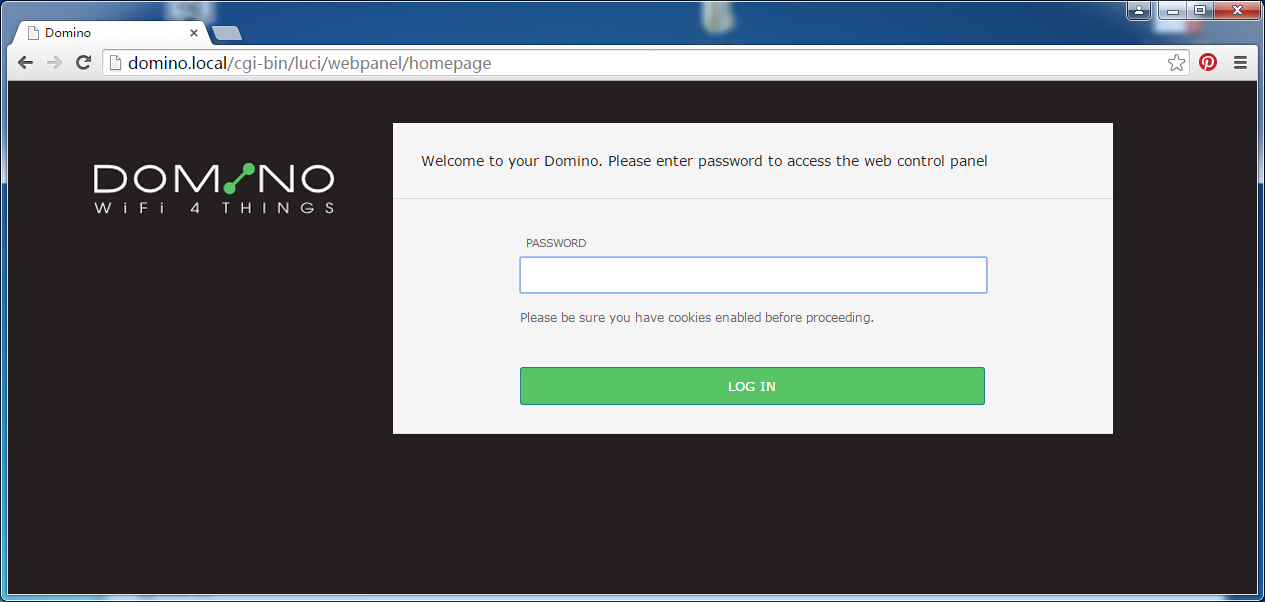 Domino
domino.local/cgi-bin/luci/webpanel/homepage
DOMINO
WiFi 4 THINGS
Welcome to your Domino. Please enter password to access the web control panel
PASSWORD
Please be sure you have cookies enabled before proceeding.
LOG IN